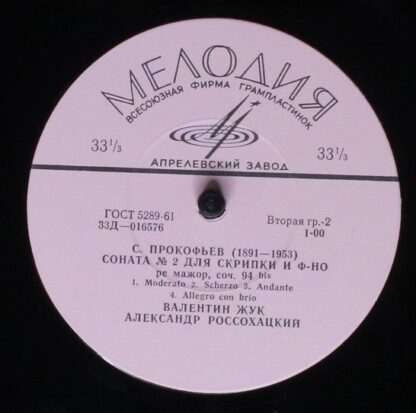 МЕЛОДИЯ
ВСЕСОЮЗНАЯ ФИРМА ГРАМПЛАСТИНОК
33⅓ 33⅓
АПРЕЛЕВСКИЙ ЗАВОД
ГОСТ 5289-61 Вторая гр.-2
33Д—016576 1-00
С. ПРОКОФЬЕВ (1891—1953)
СОНАТА № 2 ДЛЯ СКРИПКИ И Ф-НО
ре мажор, соч. 94 bis
1. Moderato 2. Scherzo 3. Andante
4. Allegro con brio
ВАЛЕНТИН ЖУК
АЛЕКСАНДР РОССОХАЦКИЙ